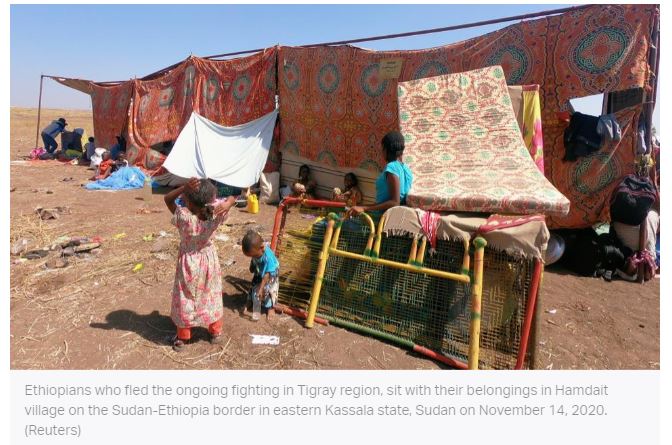 Ethiopians who fled the ongoing fighting in Tigray region, sit with their belongings in Hamdait
village on the Sudan-Ethiopia border in eastern Kassala state, Sudan on November 14, 2020.
(Reuters)